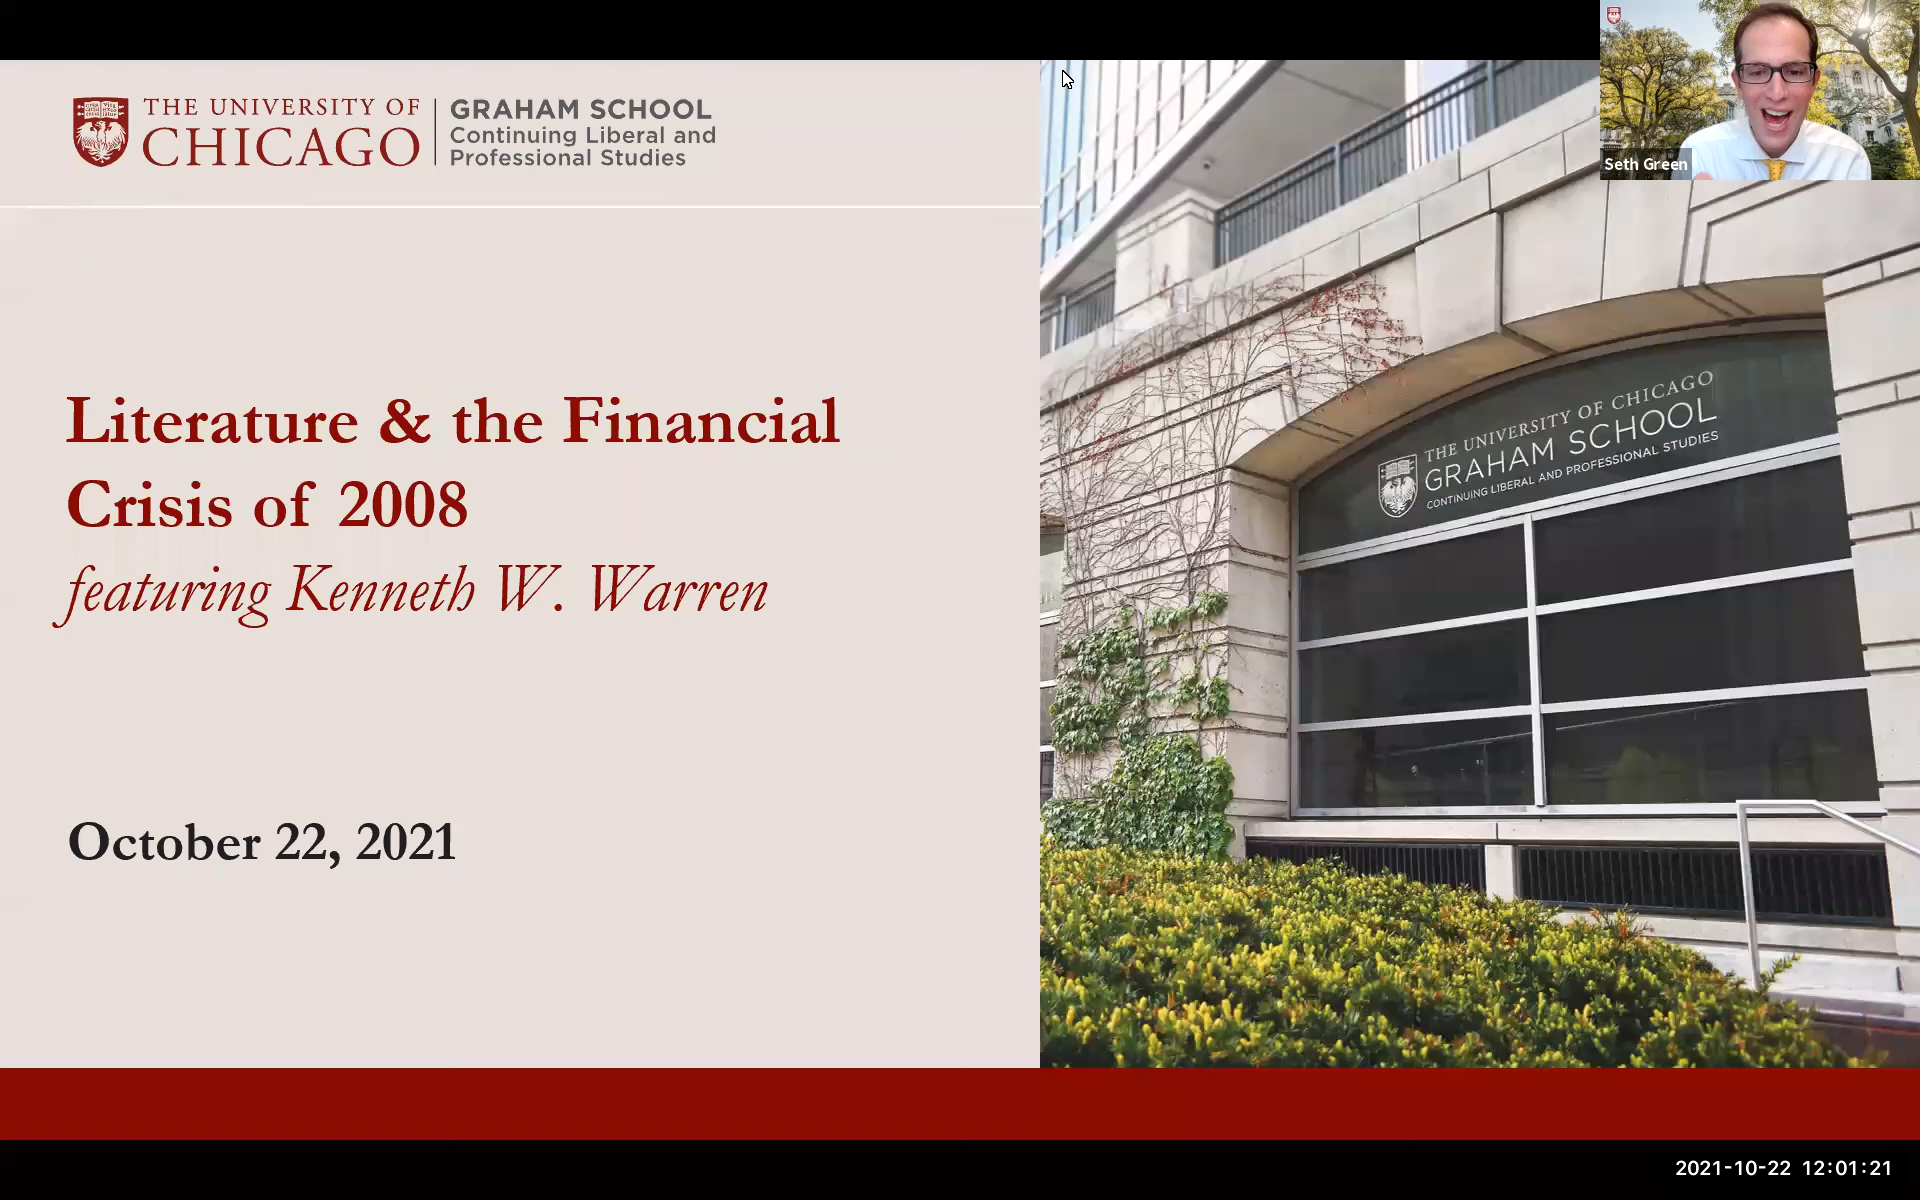 THE UNIVERSITY OF
CHICAGO
GRAHAM SCHOOL
Continuing Liberal and
Professional Studies
Literature & the Financial
Crisis of 2008
featuring Kenneth W. Warren
October 22, 2021
THE UNIVERSITY OF CHICAGO
GRAHAM SCHOOL
CONTINUING LIBERAL AND PROFESSIONAL STUDIES
Seth Green
2021-10-22 12:01:21